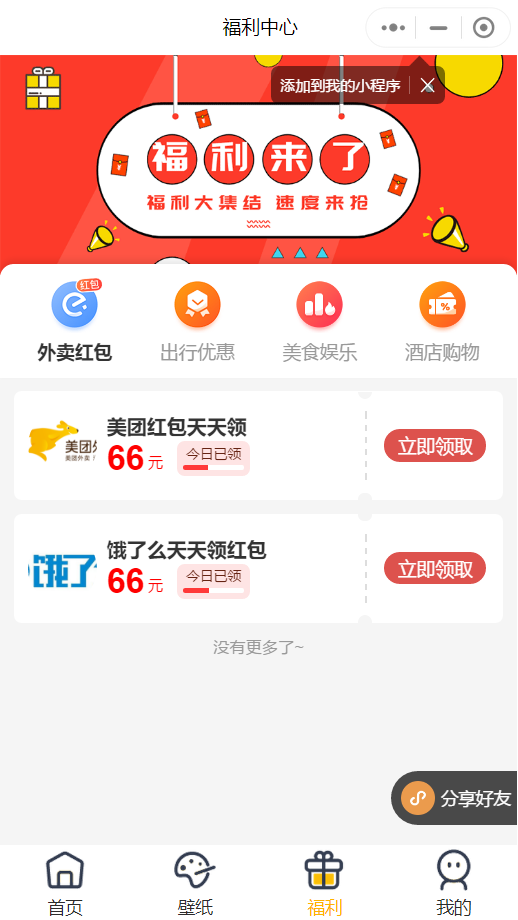 福利中心
添加到我的小程序
福利来了
福利大集结 速度来抢
红包
外卖红包 出行优惠 美食娱乐 酒店购物
美团红包天天领
美团外
美团外卖
66元 今日已领
立即领取
饿了么天天领红包
饿了
66元 今日已领
立即领取
没有更多了~
分享好友
首页 壁纸 福利 我的